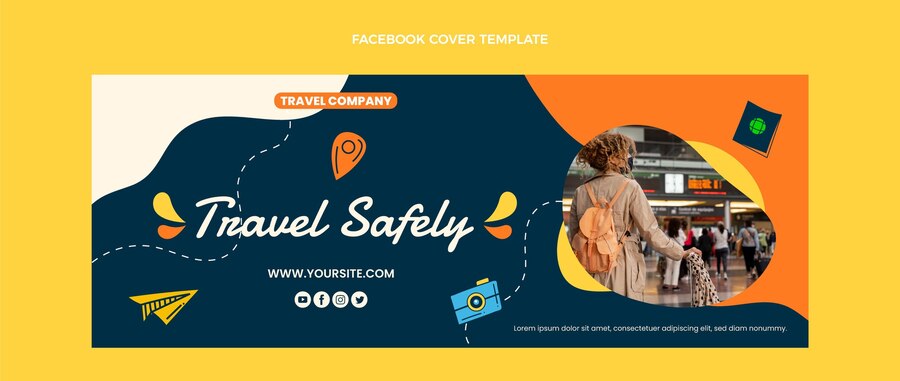 FACEBOOK COVER TEMPLATE
TRAVEL COMPANY
Travel Safely
WWW.YOURSITE.COM
Lorem ipsum dolor sit amet, consectetuer adipiscing elit, sed diam nonummy.